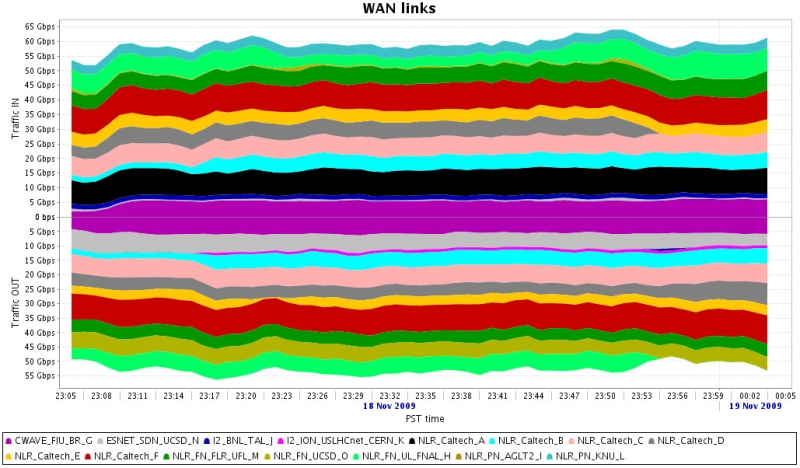 WAN links
65 Gbps
60 Gbps
55 Gbps
50 Gbps
45 Gbps
40 Gbps
35 Gbps
30 Gbps
25 Gbps
20 Gbps
15 Gbps
10 Gbps
5 Gbps
0 bps
5 Gbps
10 Gbps
15 Gbps
20 Gbps
25 Gbps
30 Gbps
35 Gbps
40 Gbps
45 Gbps
50 Gbps
55 Gbps
Traffic IN
Traffic OUT
23:05 23:08 23:11 23:14 23:17 23:20 23:23 23:26 23:29 23:32 23:35 23:38 23:41 23:44 23:47 23:50 23:53 23:56 23:59 00:02 00:05
18 Nov 2009 19 Nov 2009
PST time
CWAVE_FIU_BR_G ESNET_SDN_UCSD_N I2_BNL_TAL_J I2_ION_USLHCnet_CERN_K NLR_Caltech_A NLR_Caltech_B NLR_Caltech_C NLR_Caltech_D
NLR_Caltech_E NLR_Caltech_F NLR_FN_FLR_UFL_M NLR_FN_UCSD_O NLR_FN_UL_FNAL_H NLR_PN_AGLT2_I NLR_PN_KNU_L